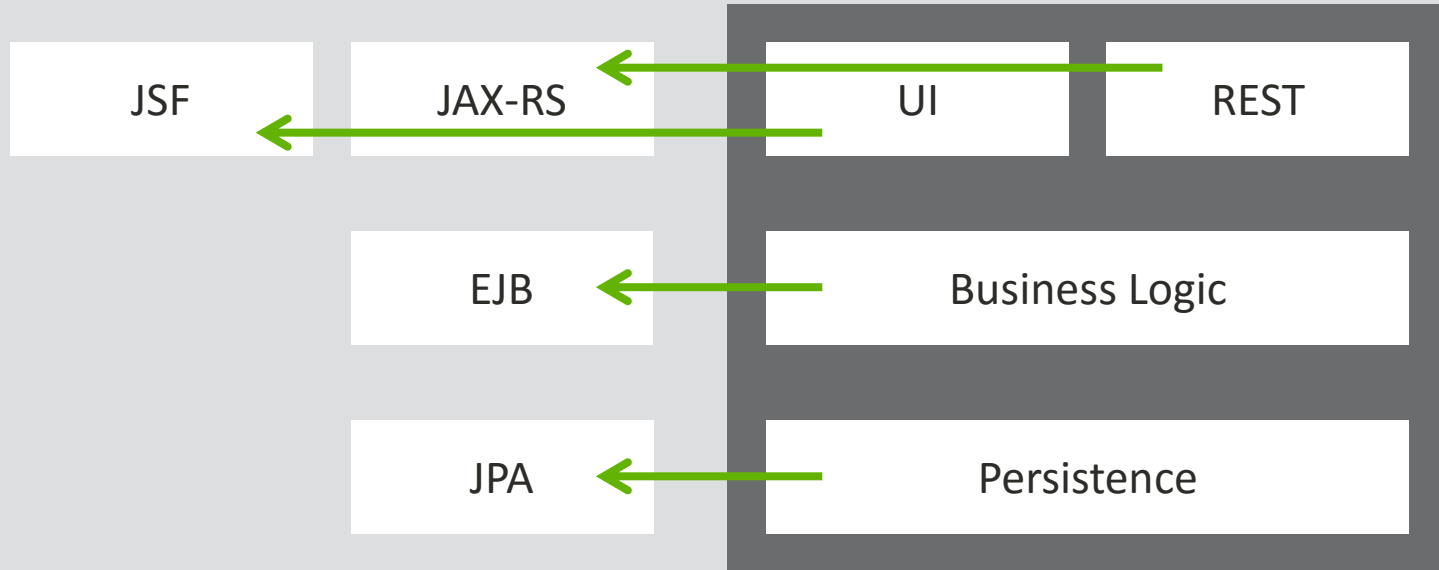 JSF
JAX-RS
UI
REST
EJB
Business Logic
JPA
Persistence